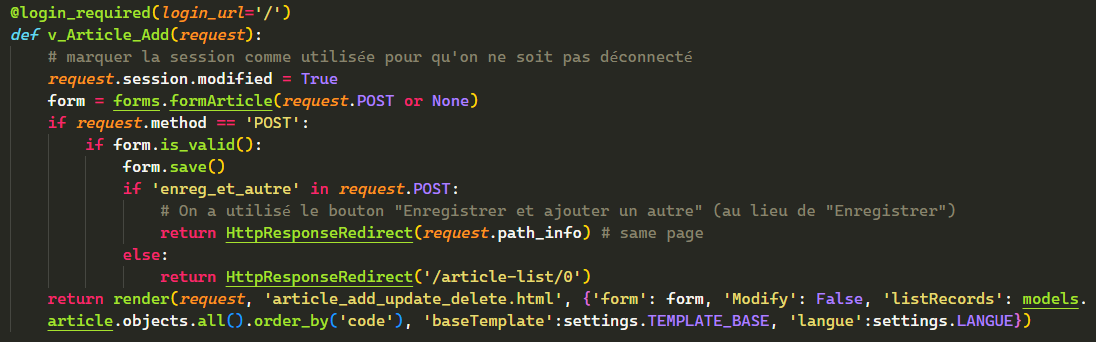 @login_required(login_url='/')
def v_Article_Add(request):
    # marquer la session comme utilisée pour qu'on ne soit pas déconnecté
    request.session.modified = True
    form = forms.formArticle(request.POST or None)
    if request.method == 'POST':
        if form.is_valid():
            form.save()
            if 'enreg_et_autre' in request.POST:
                # On a utilisé le bouton "Enregistrer et ajouter un autre" (au lieu de "Enregistrer")
                return HttpResponseRedirect(request.path_info) # same page
            else:
                return HttpResponseRedirect('/article-list/0')
    return render(request, 'article_add_update_delete.html', {'form': form, 'Modify': False, 'listRecords': models.
    article.objects.all().order_by('code'), 'baseTemplate':settings.TEMPLATE_BASE, 'langue':settings.LANGUE})